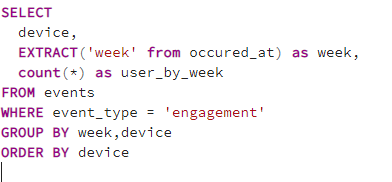 SELECT
device,
EXTRACT('week' from occured_at) as week,
count(*) as user_by_week
FROM events
WHERE event_type = 'engagement'
GROUP BY week,device
ORDER BY device